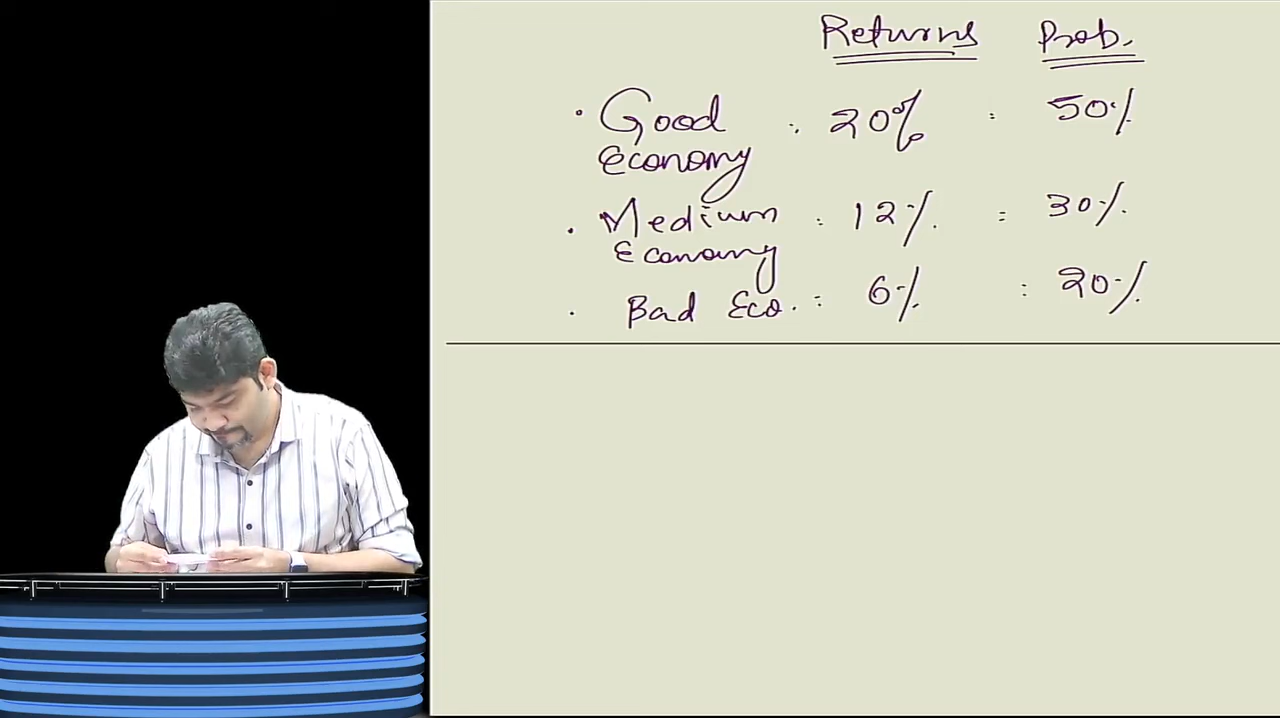 Returns Prob.
· Good : 20% : 50%
Economy
· Medium : 12% : 30%
Economy
· Bad Eco. : 6% : 20%